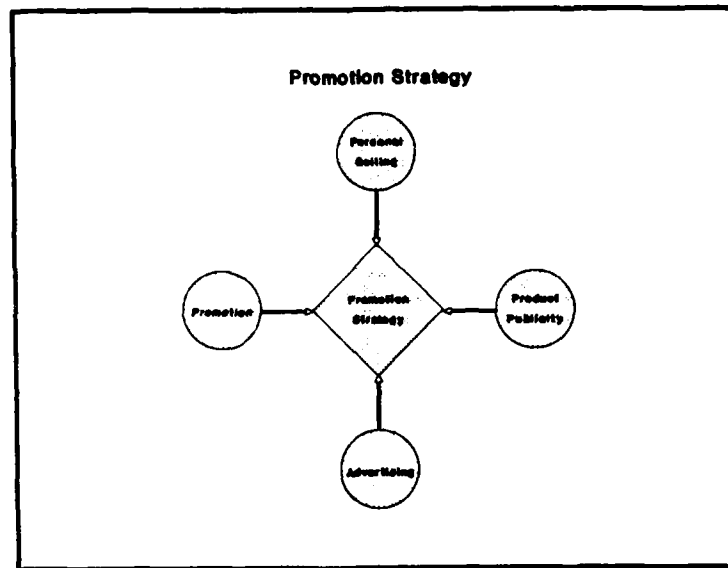 Promotion Strategy
Personal
Selling
Promotion
Promotion
Strategy
Product
Publicity
Advertising